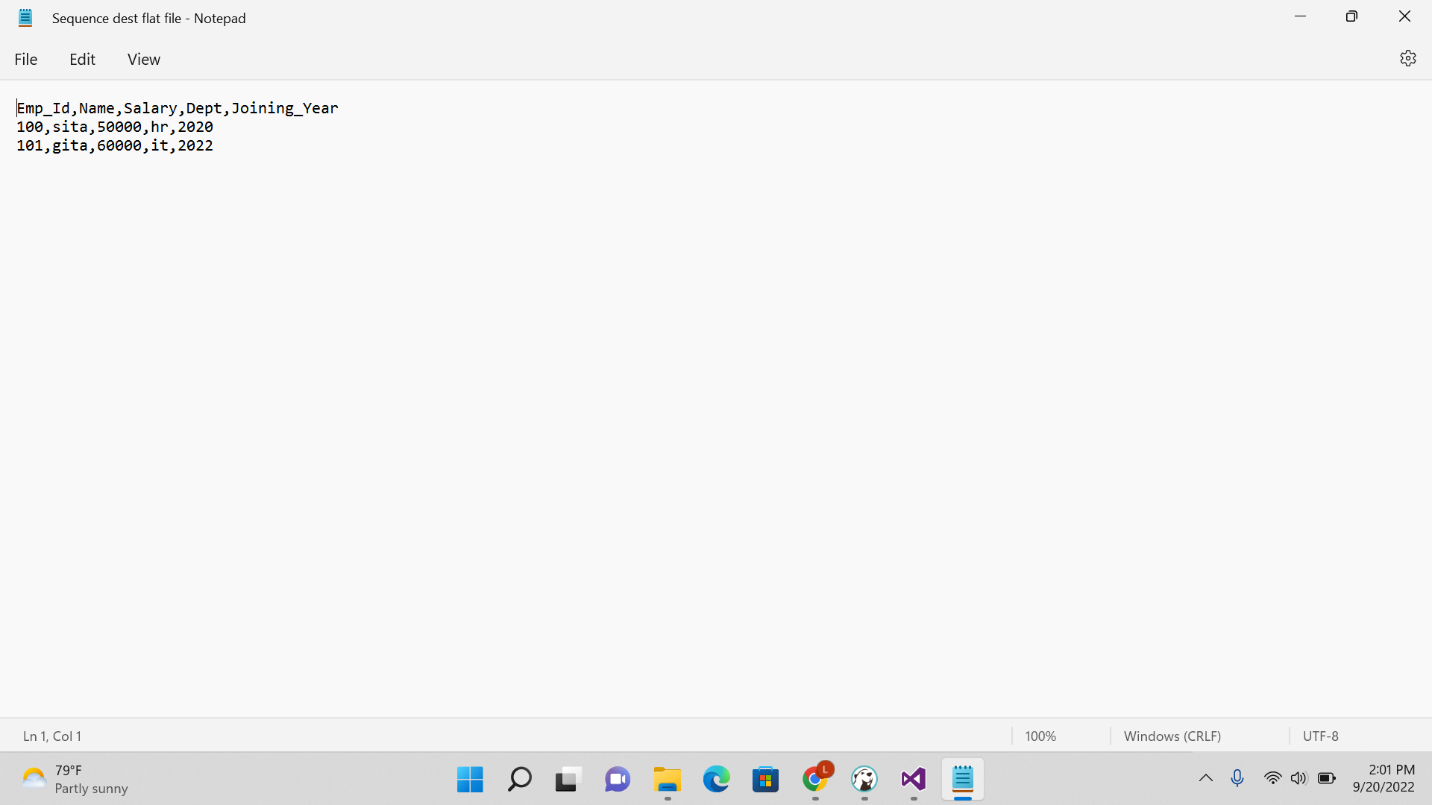 Sequence dest flat file - Notepad
File Edit View
Emp_Id,Name,Salary,Dept,Joining_Year
100,sita,50000,hr,2020
101,gita,60000,it,2022
Ln 1, Col 1 100% Windows (CRLF) UTF-8
79°F
Partly sunny
L
2:01 PM
9/20/2022